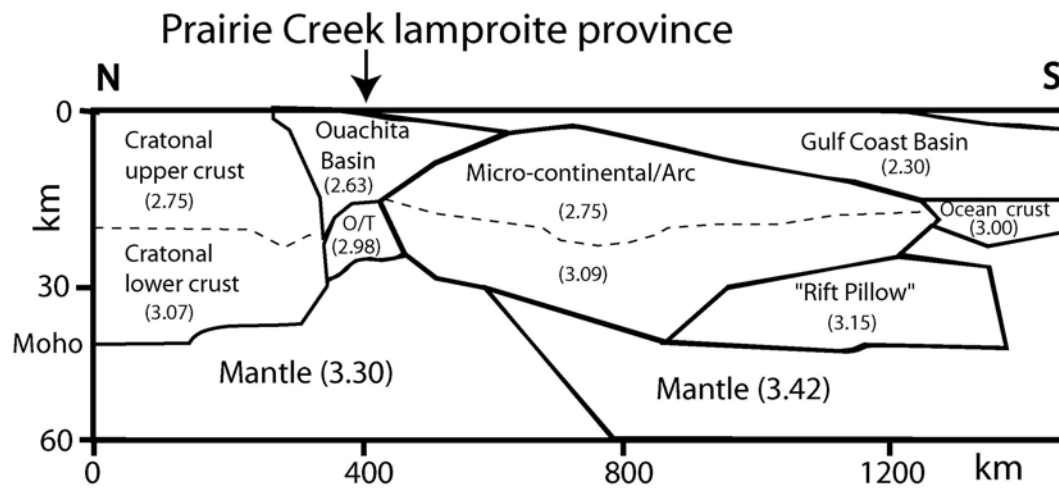 Prairie Creek lamproite province
N
S
0
Cratonal
upper crust
(2.75)
Ouachita
Basin
(2.63)
Micro-continental/Arc
(2.75)
Gulf Coast Basin
(2.30)
Ocean crust
(3.00)
km
O/T
(2.98)
Cratonal
lower crust
(3.07)
(3.09)
30
"Rift Pillow"
(3.15)
Moho
Mantle (3.30)
Mantle (3.42)
60
0
400
800
1200
km